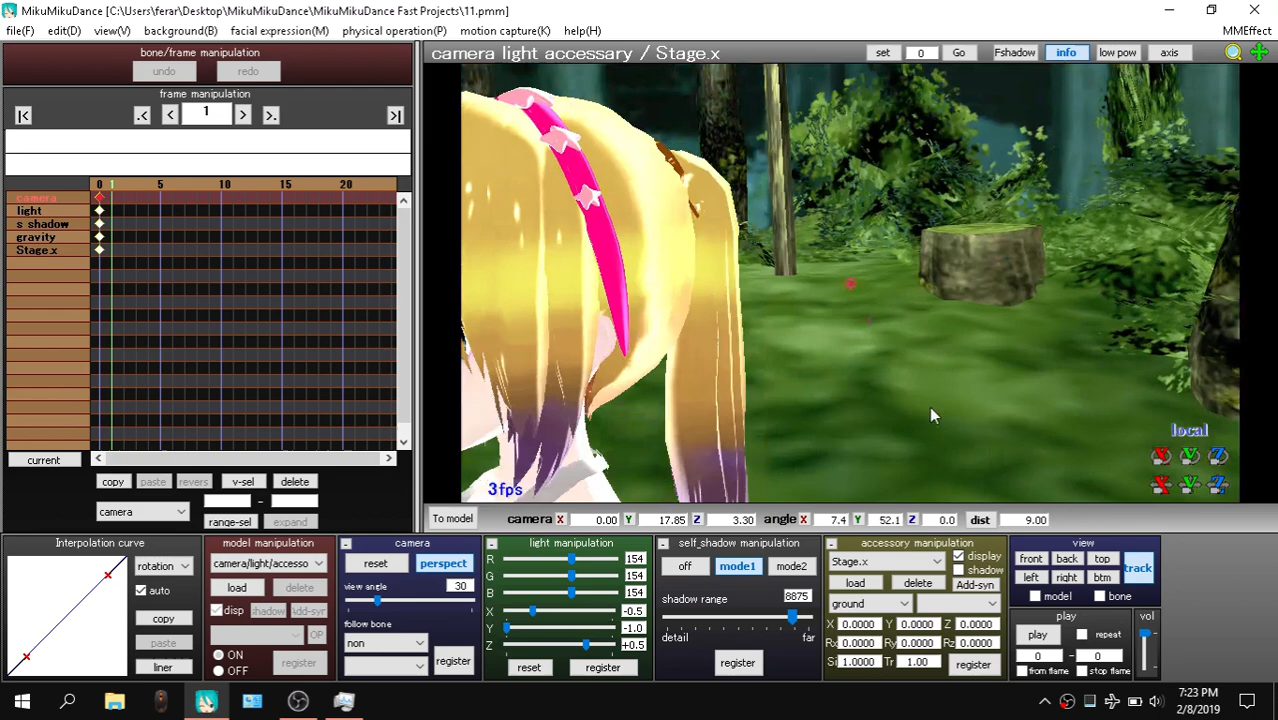 MikuMikuDance [C:\Users\ferar\Desktop\MikuMikuDance\MikuMikuDance Fast Projects\11.pmm]
file(F) edit(D) view(V) background(B) facial expression(M) physical operation(P) motion capture(K) help(H) MMEffect
bone/frame manipulation
undo redo
frame manipulation
1
camera light accessary / Stage.x set 0 Go Fshadow info low pow axis
0 1 5 10 15 20
camera
light
s shadow
gravity
Stage.x
current
copy paste revers v-sel delete
camera -
range-sel expand
local
X Y Z
X Y Z
3fps
To model camera X 0.00 Y 17.85 Z 3.30 angle X 7.4 Y 52.1 Z 0.0 dist 9.00
Interpolation curve
rotation
auto
copy
paste
liner
model manipulation
camera/light/accesso
load delete
disp shadow Add-syn
OP
ON
OFF
register
camera
reset perspect
view angle 30
follow bone
non
register
light manipulation
R 154
G 154
B 154
X -0.5
Y -1.0
Z +0.5
reset register
self_shadow manipulation
off mode1 mode2
shadow range 8875
detail far
register
accessory manipulation
Stage.x display
shadow
load delete Add-syn
ground
X 0.0000 Y 0.0000 Z 0.0000
Rx 0.0000 Ry 0.0000 Rz 0.0000
Si 1.0000 Tr 1.00 register
view
front back top
left right btm
track
model bone
play
play repeat
0 - 0
from flame stop flame
vol
7:23 PM
2/8/2019